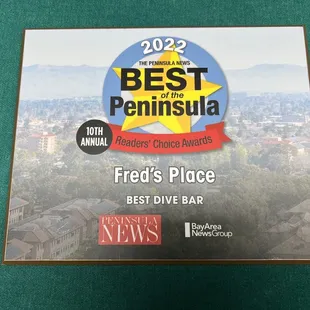 2022
THE PENINSULA NEWS
BEST
of the
Peninsula
10TH
ANNUAL
Readers' Choice Awards
Fred's Place
BEST DIVE BAR
PENINSULA
NEWS
BayArea
NewsGroup